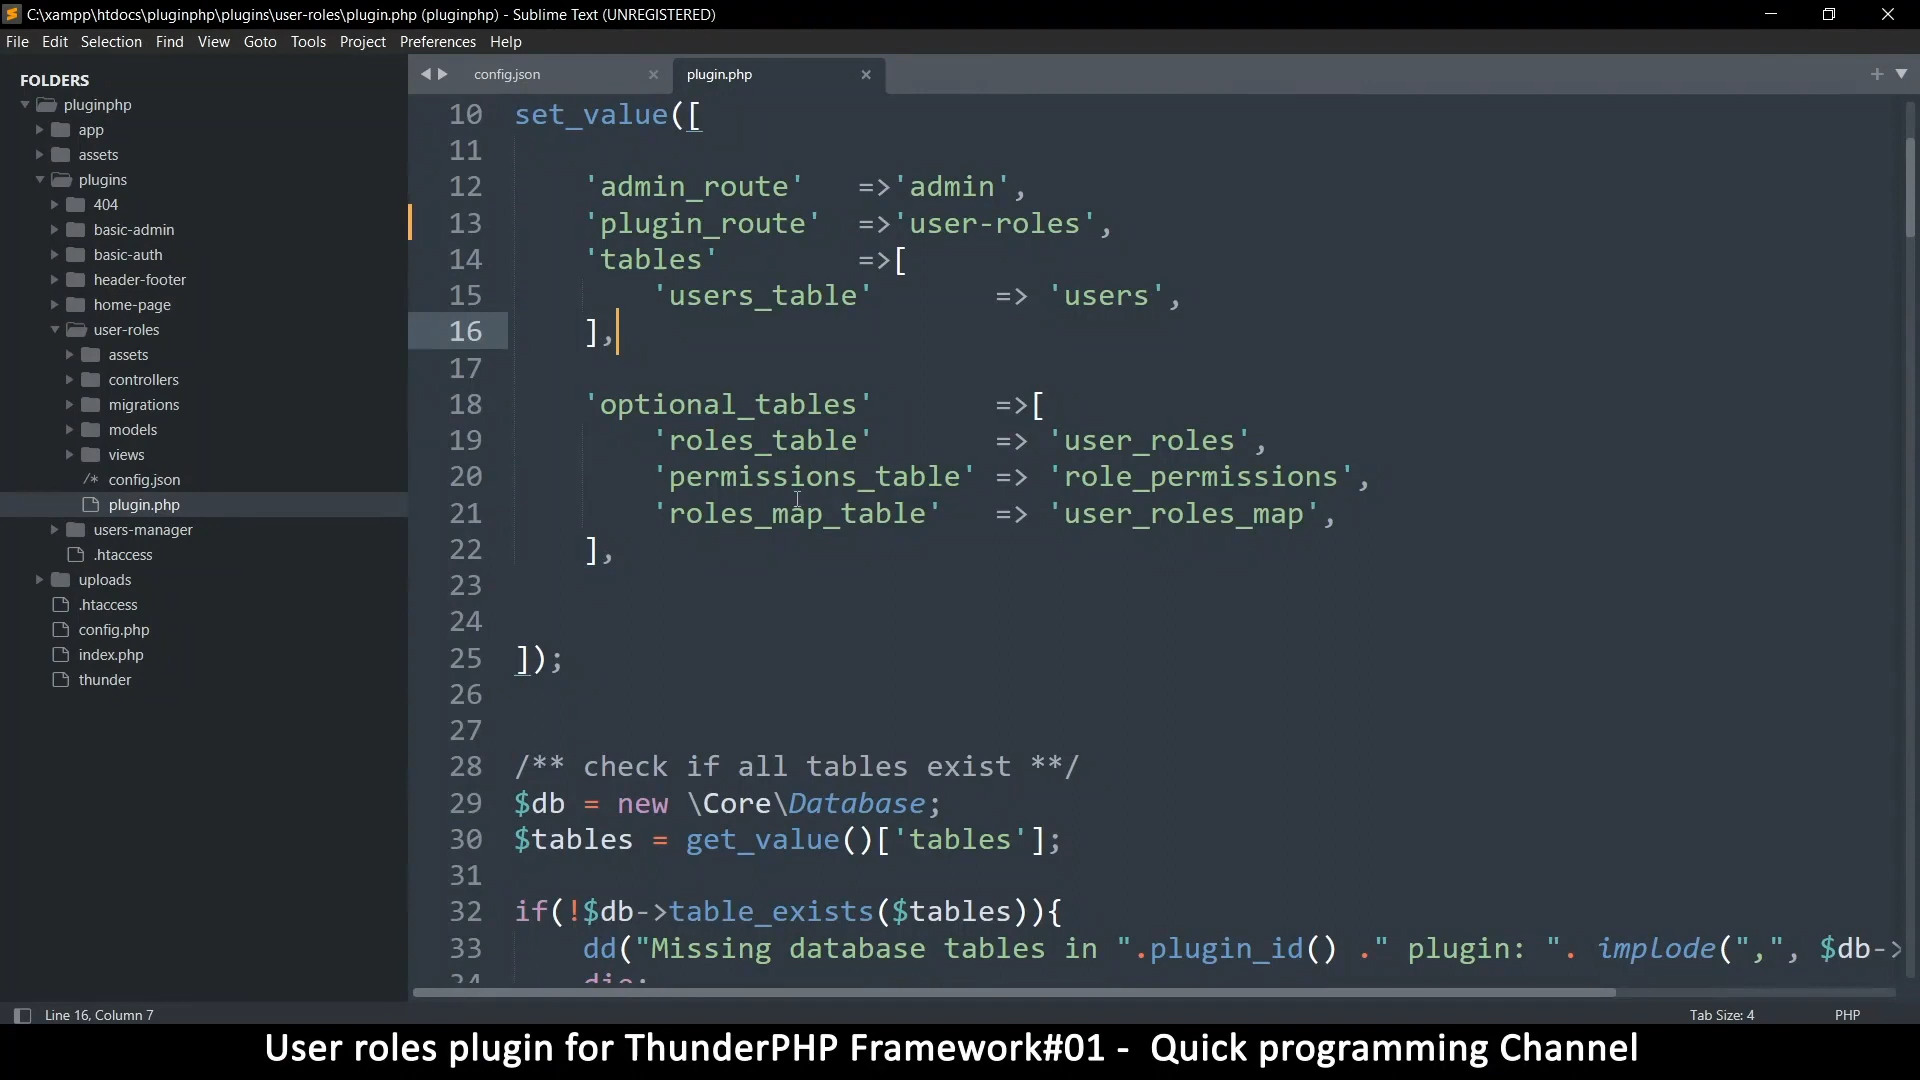 C:\xampp\htdocs\pluginphp\plugins\user-roles\plugin.php (pluginphp) - Sublime Text (UNREGISTERED)
File Edit Selection Find View Goto Tools Project Preferences Help
FOLDERS
pluginphp
app
assets
plugins
404
basic-admin
basic-auth
header-footer
home-page
user-roles
assets
controllers
migrations
models
views
/* config.json
plugin.php
users-manager
.htaccess
uploads
.htaccess
config.php
index.php
thunder
config.json × plugin.php ×
10 set_value([
11
12 'admin_route' =>'admin',
13 'plugin_route' =>'user-roles',
14 'tables' =>[
15 'users_table' => 'users',
16 ],
17
18 'optional_tables' =>[
19 'roles_table' => 'user_roles',
20 'permissions_table' => 'role_permissions',
21 'roles_map_table' => 'user_roles_map',
22 ],
23
24
25 ]);
26
27
28 /** check if all tables exist **/
29 $db = new \Core\Database;
30 $tables = get_value()['tables'];
31
32 if(!$db->table_exists($tables)){
33 dd("Missing database tables in ".plugin_id() ." plugin: ". implode(",", $db->
34 die;
Line 16, Column 7
Tab Size: 4 PHP
User roles plugin for ThunderPHP Framework#01 - Quick programming Channel